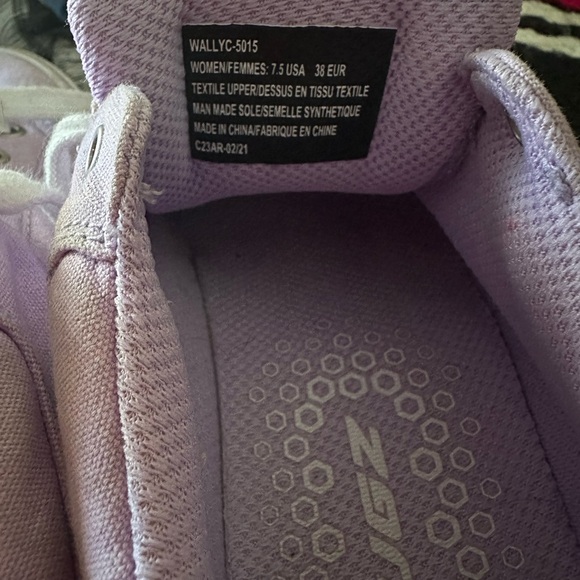 WALLYC-5015
WOMEN/FEMMES: 7.5 USA 38 EUR
TEXTILE UPPER/DESSUS EN TISSU TEXTILE
MAN MADE SOLE/SEMELLE SYNTHETIQUE
MADE IN CHINA/FABRIQUE EN CHINE
C23AR-02/21